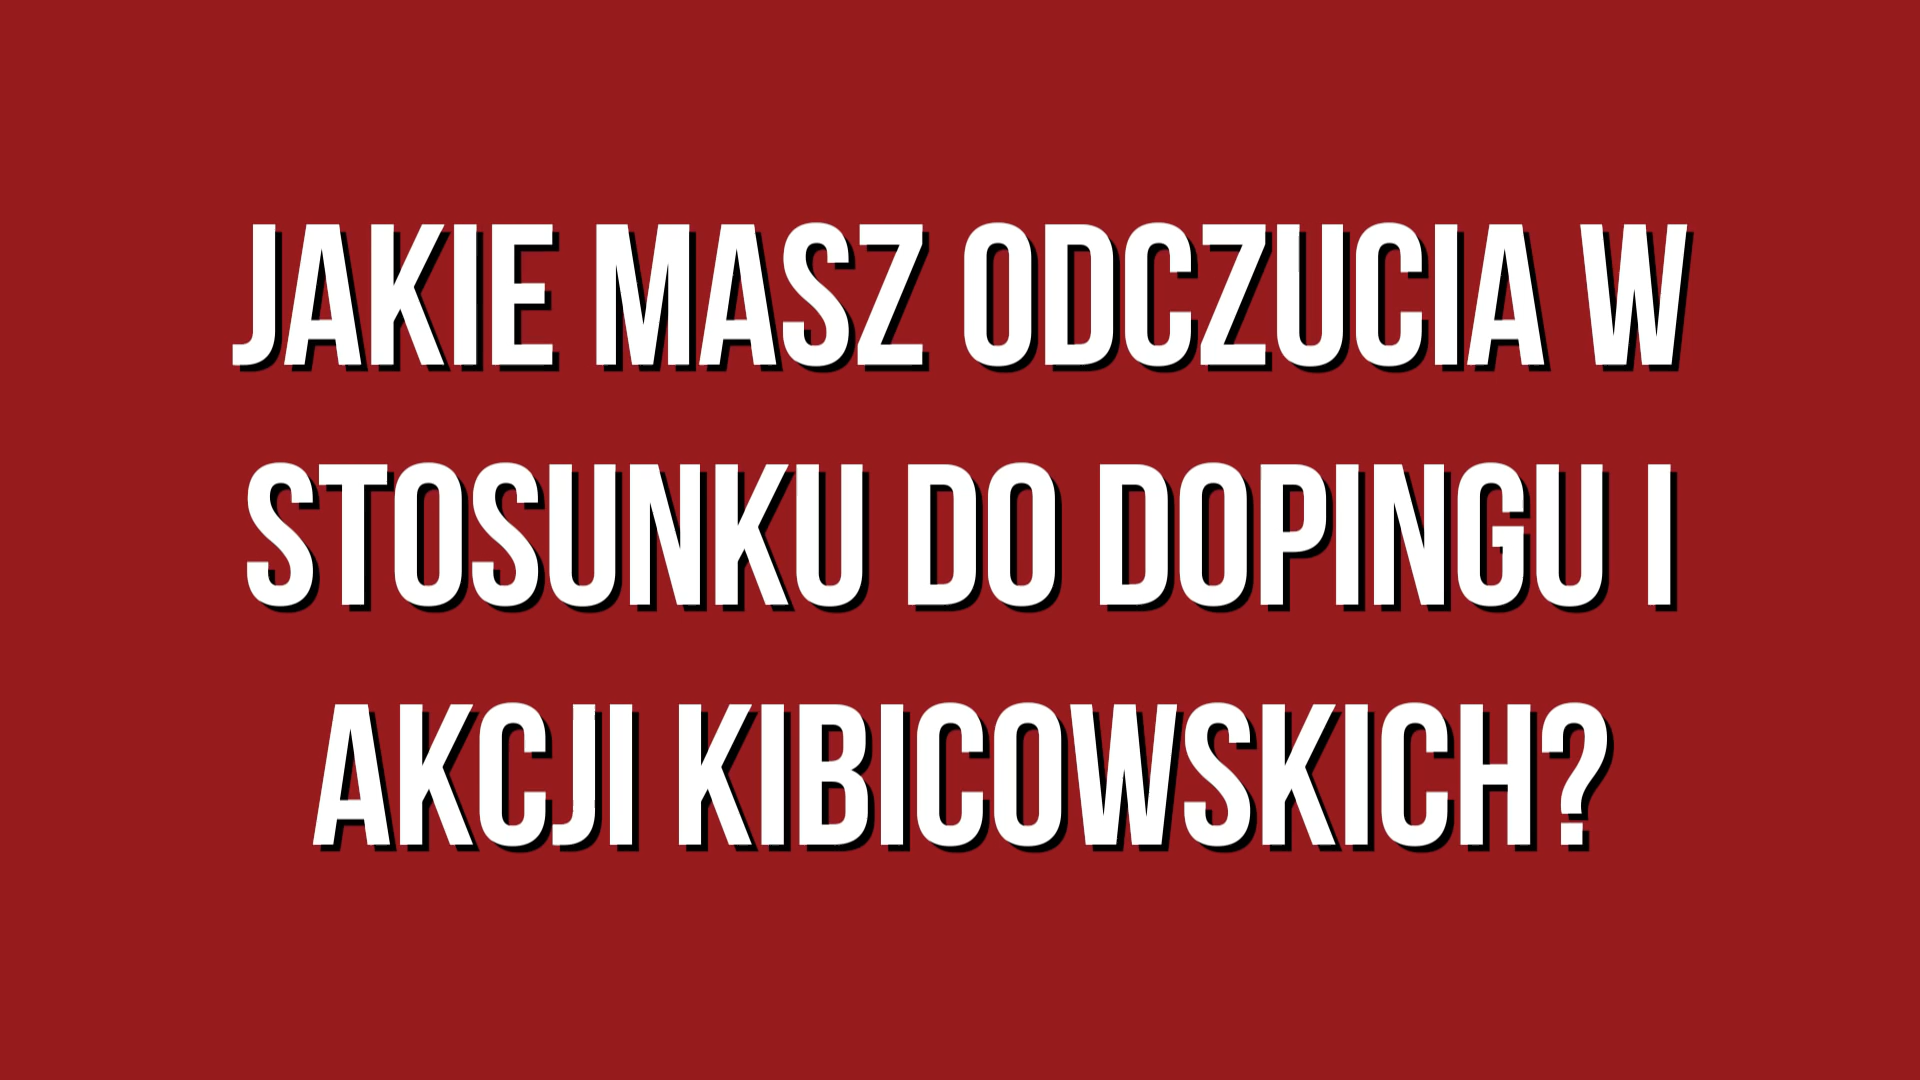 JAKIE MASZ ODCZUCIA W
STOSUNKU DO DOPINGU I
AKCJI KIBICOWSKICH?